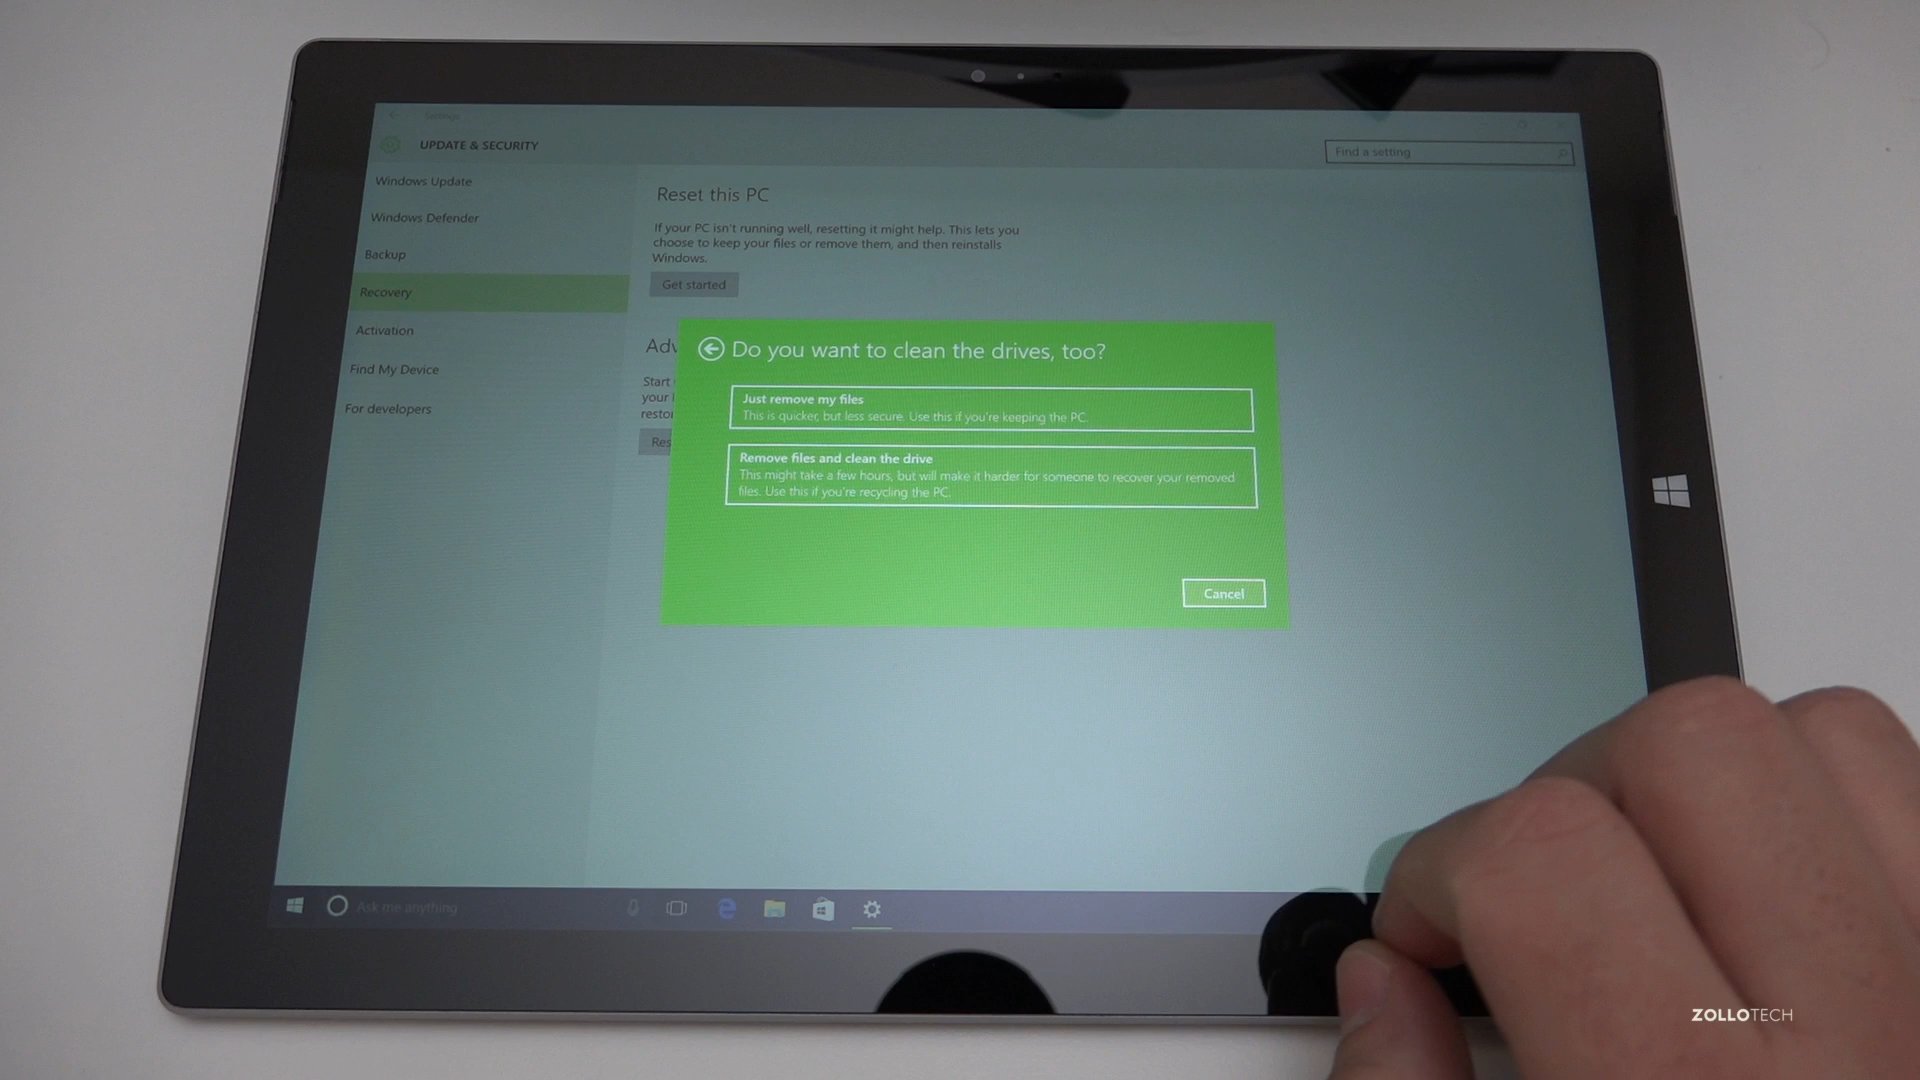 Settings
UPDATE & SECURITY
Find a setting
Windows Update
Windows Defender
Backup
Recovery
Activation
Find My Device
For developers
Reset this PC
If your PC isn't running well, resetting it might help. This lets you
choose to keep your files or remove them, and then reinstalls
Windows.
Get started
Adv
Start
your
resto
Res
Do you want to clean the drives, too?
Just remove my files
This is quicker, but less secure. Use this if you're keeping the PC.
Remove files and clean the drive
This might take a few hours, but will make it harder for someone to recover your removed
files. Use this if you're recycling the PC.
Cancel
Ask me anything
ZOLLOTECH